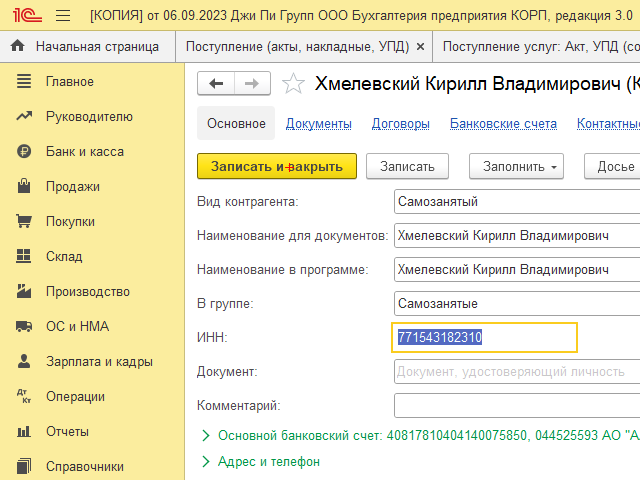 1С [КОПИЯ] от 06.09.2023 Джи Пи Групп ООО Бухгалтерия предприятия КОРП, редакция 3.0
Начальная страница Поступление (акты, накладные, УПД) × Поступление услуг: Акт, УПД (со
Главное
Руководителю
Банк и касса
Продажи
Покупки
Склад
Производство
ОС и НМА
Зарплата и кадры
Дт Кт Операции
Отчеты
Справочники
Хмелевский Кирилл Владимирович (К
Основное Документы Договоры Банковские счета Контактные
Записать и закрыть Записать Заполнить Досье
Вид контрагента: Самозанятый
Наименование для документов: Хмелевский Кирилл Владимирович
Наименование в программе: Хмелевский Кирилл Владимирович
В группе: Самозанятые
ИНН: 771543182310
Документ: Документ, удостоверяющий личность
Комментарий:
Основной банковский счет: 40817810404140075850, 044525593 АО "А
Адрес и телефон